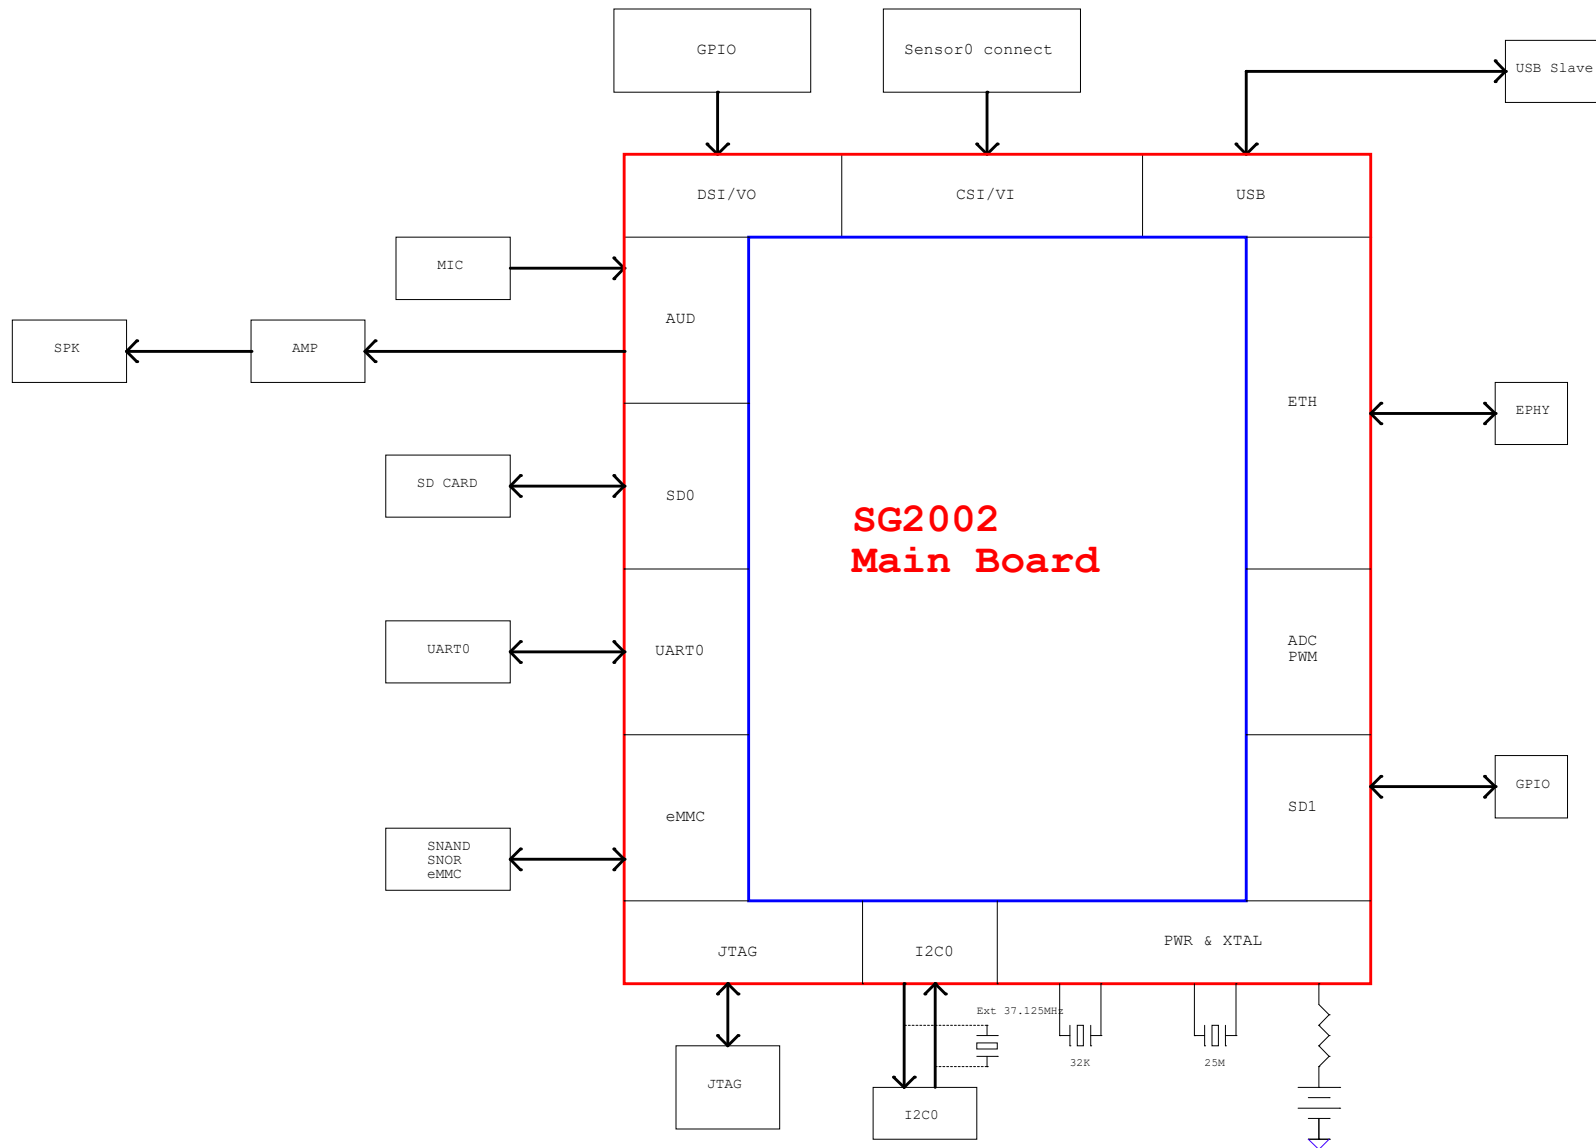 GPIO
Sensor0 connect
USB Slave
DSI/VO
CSI/VI
USB
MIC
AUD
SPK
AMP
ETH
EPHY
SD CARD
SD0
SG2002
Main Board
UART0
UART0
ADC
PWM
eMMC
SD1
GPIO
SNAND
SNOR
eMMC
JTAG
I2C0
PWR & XTAL
Ext 37.125MHz
32K
25M
JTAG
I2C0